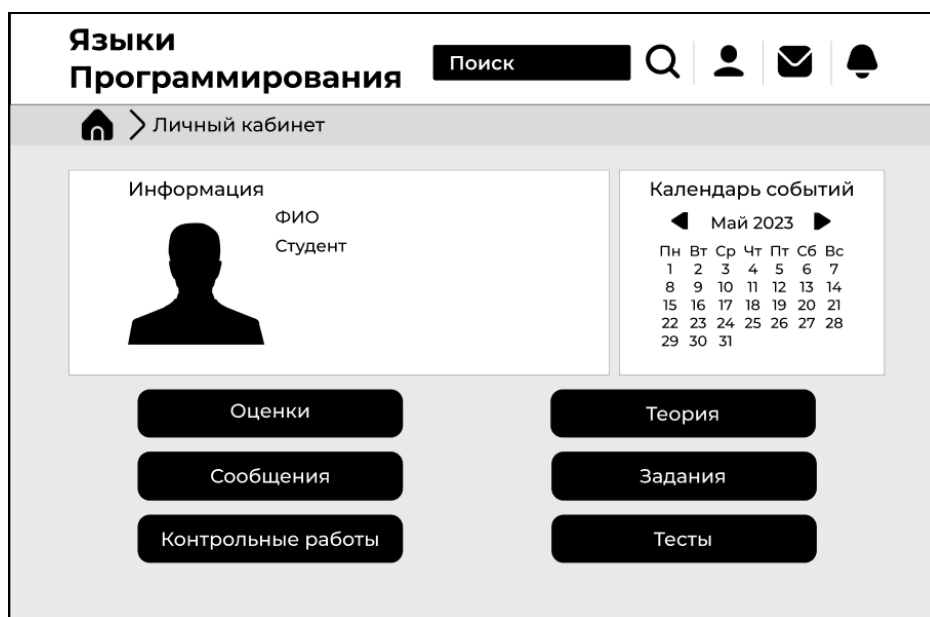 Языки
Программирования
Поиск
Личный кабинет
Информация
ФИО
Студент
Календарь событий
Май 2023
Пн Вт Ср Чт Пт Сб Вс
1 2 3 4 5 6 7
8 9 10 11 12 13 14
15 16 17 18 19 20 21
22 23 24 25 26 27 28
29 30 31
Оценки
Теория
Сообщения
Задания
Контрольные работы
Тесты